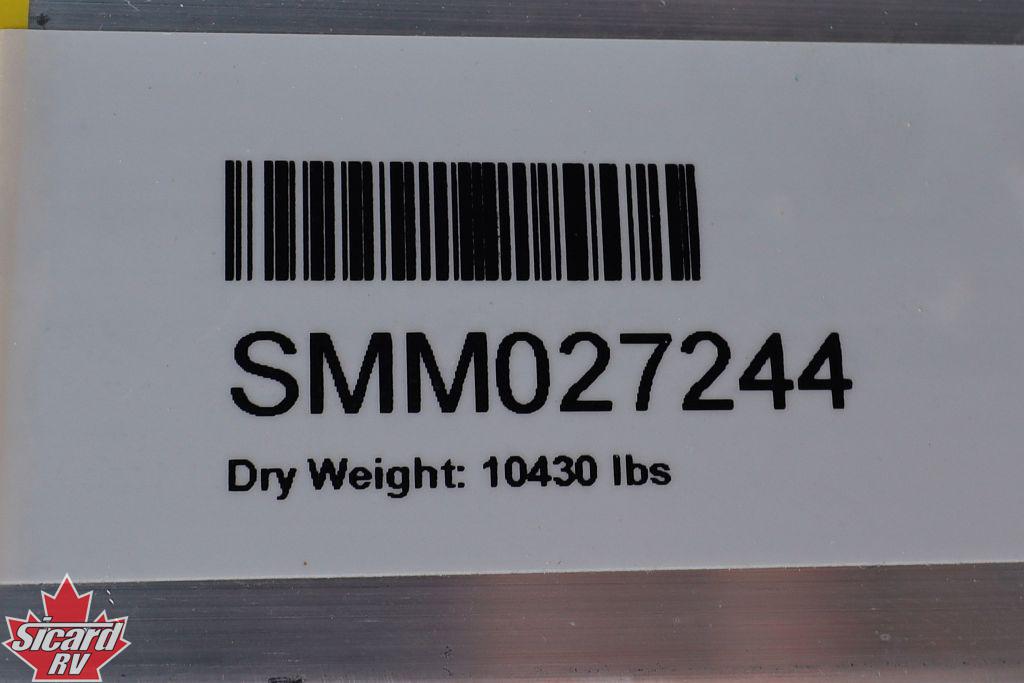 SMM027244
Dry Weight: 10430 lbs
Sicard
RV